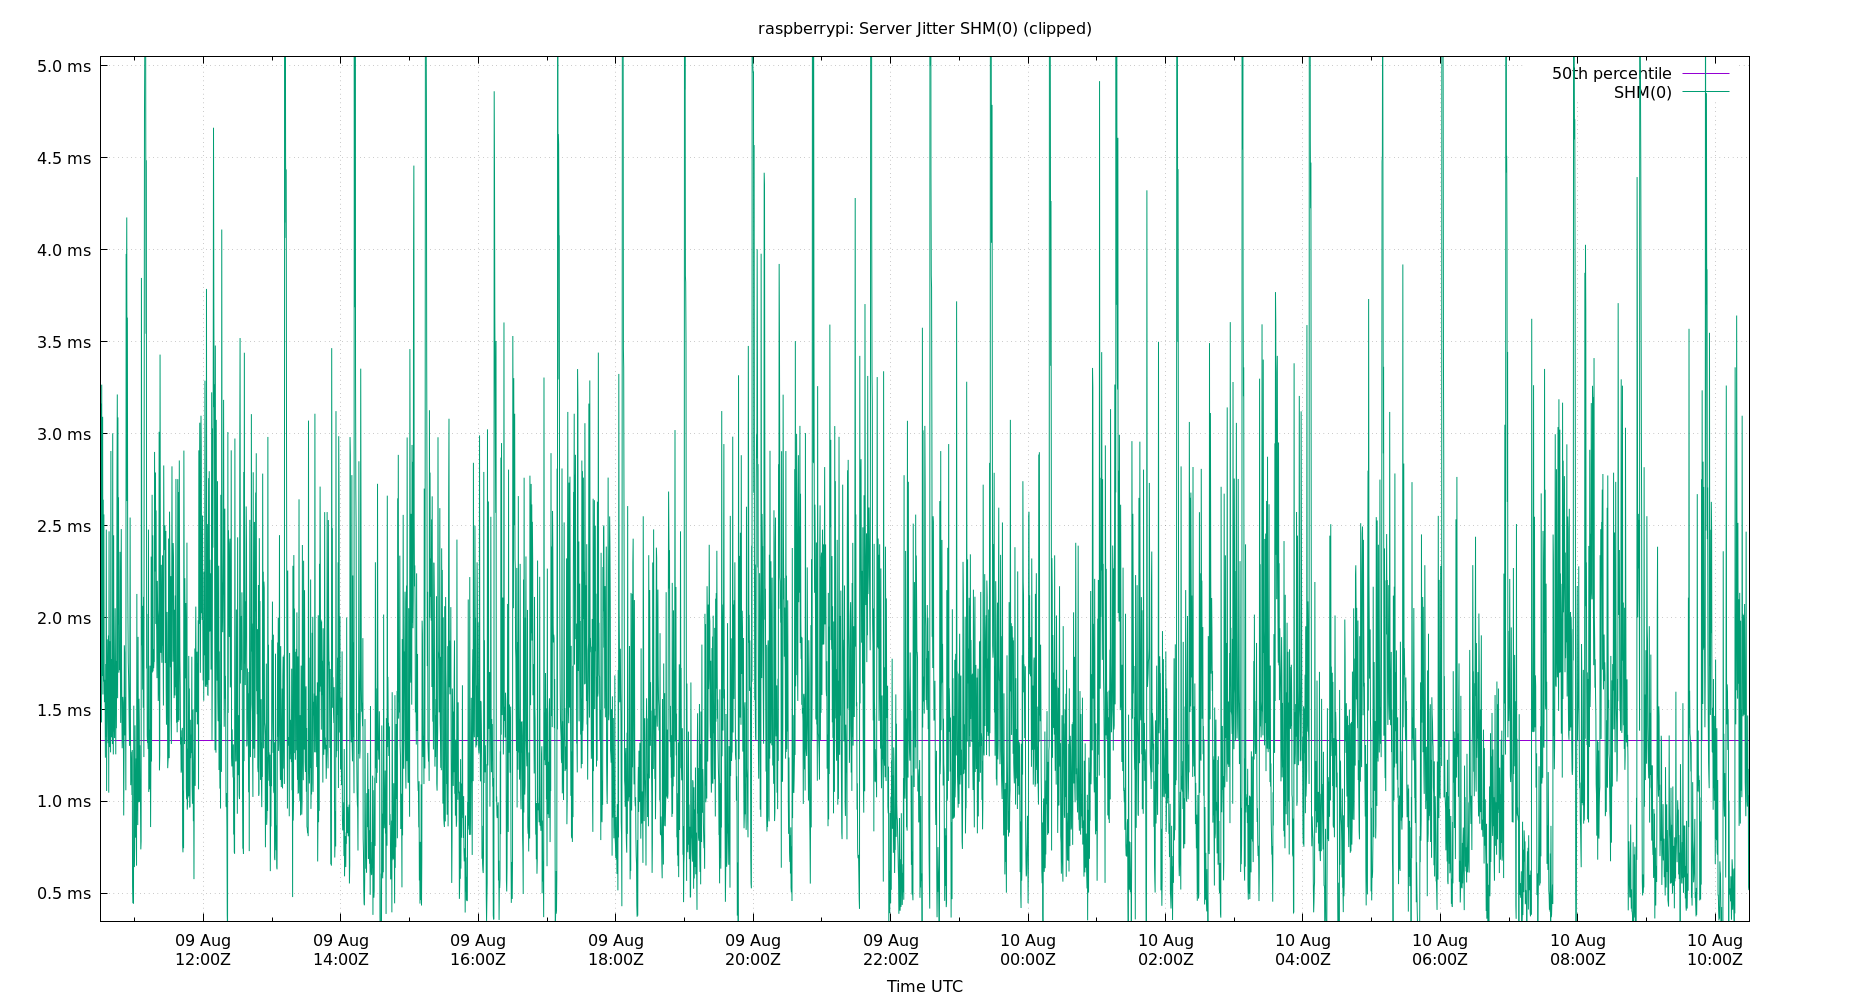 raspberrypi: Server Jitter SHM(0) (clipped)
5.0 ms
4.5 ms
4.0 ms
3.5 ms
3.0 ms
2.5 ms
2.0 ms
1.5 ms
1.0 ms
0.5 ms
50th percentile
SHM(0)
09 Aug
12:00Z
09 Aug
14:00Z
09 Aug
16:00Z
09 Aug
18:00Z
09 Aug
20:00Z
09 Aug
22:00Z
10 Aug
00:00Z
10 Aug
02:00Z
10 Aug
04:00Z
10 Aug
06:00Z
10 Aug
08:00Z
10 Aug
10:00Z
Time UTC